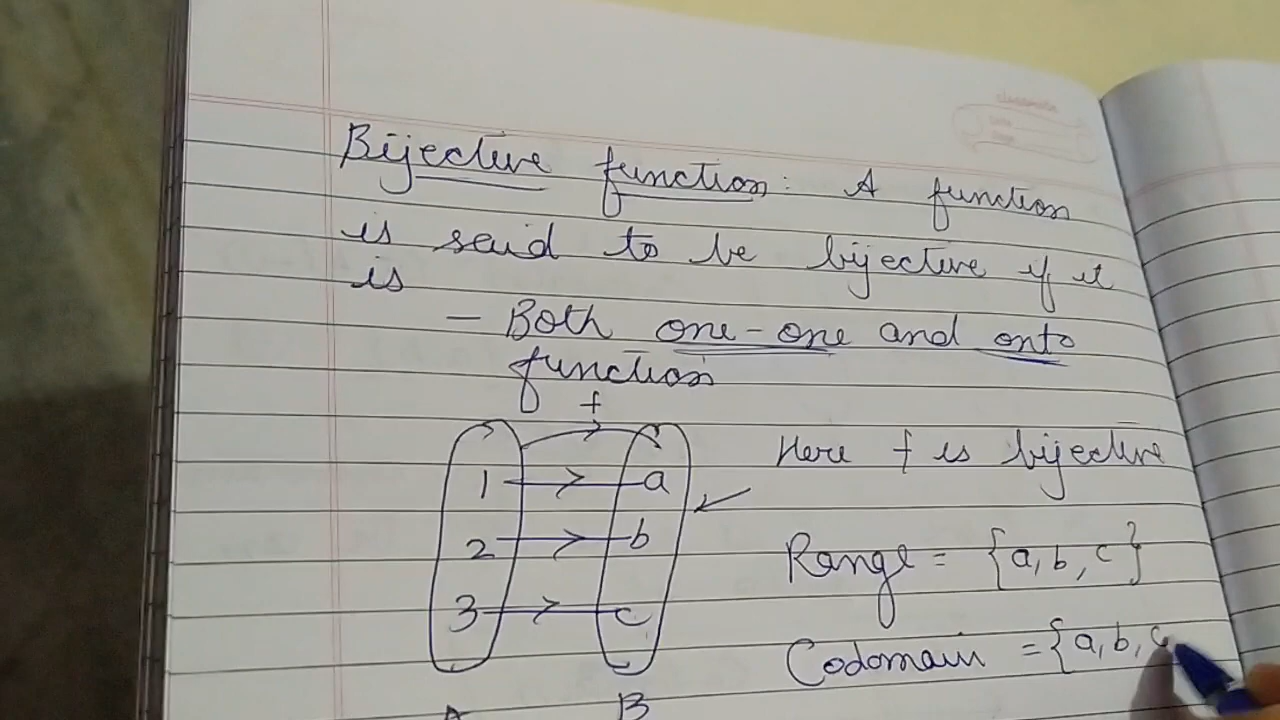 Bijective function: A function
is said to be bijective if it
is
- Both one-one and onto
function
f
1 a
2 b
3 c
A B
Here f is bijective
Range = {a, b, c}
Codomain = {a, b, c
classmate